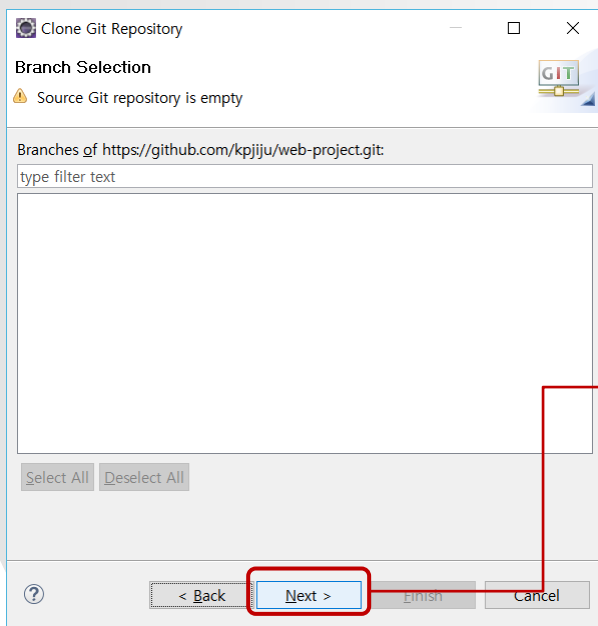 Clone Git Repository
Branch Selection
GIT
Source Git repository is empty
Branches of https://github.com/kpjiju/web-project.git:
type filter text
Select All Deselect All
< Back Next > Finish Cancel